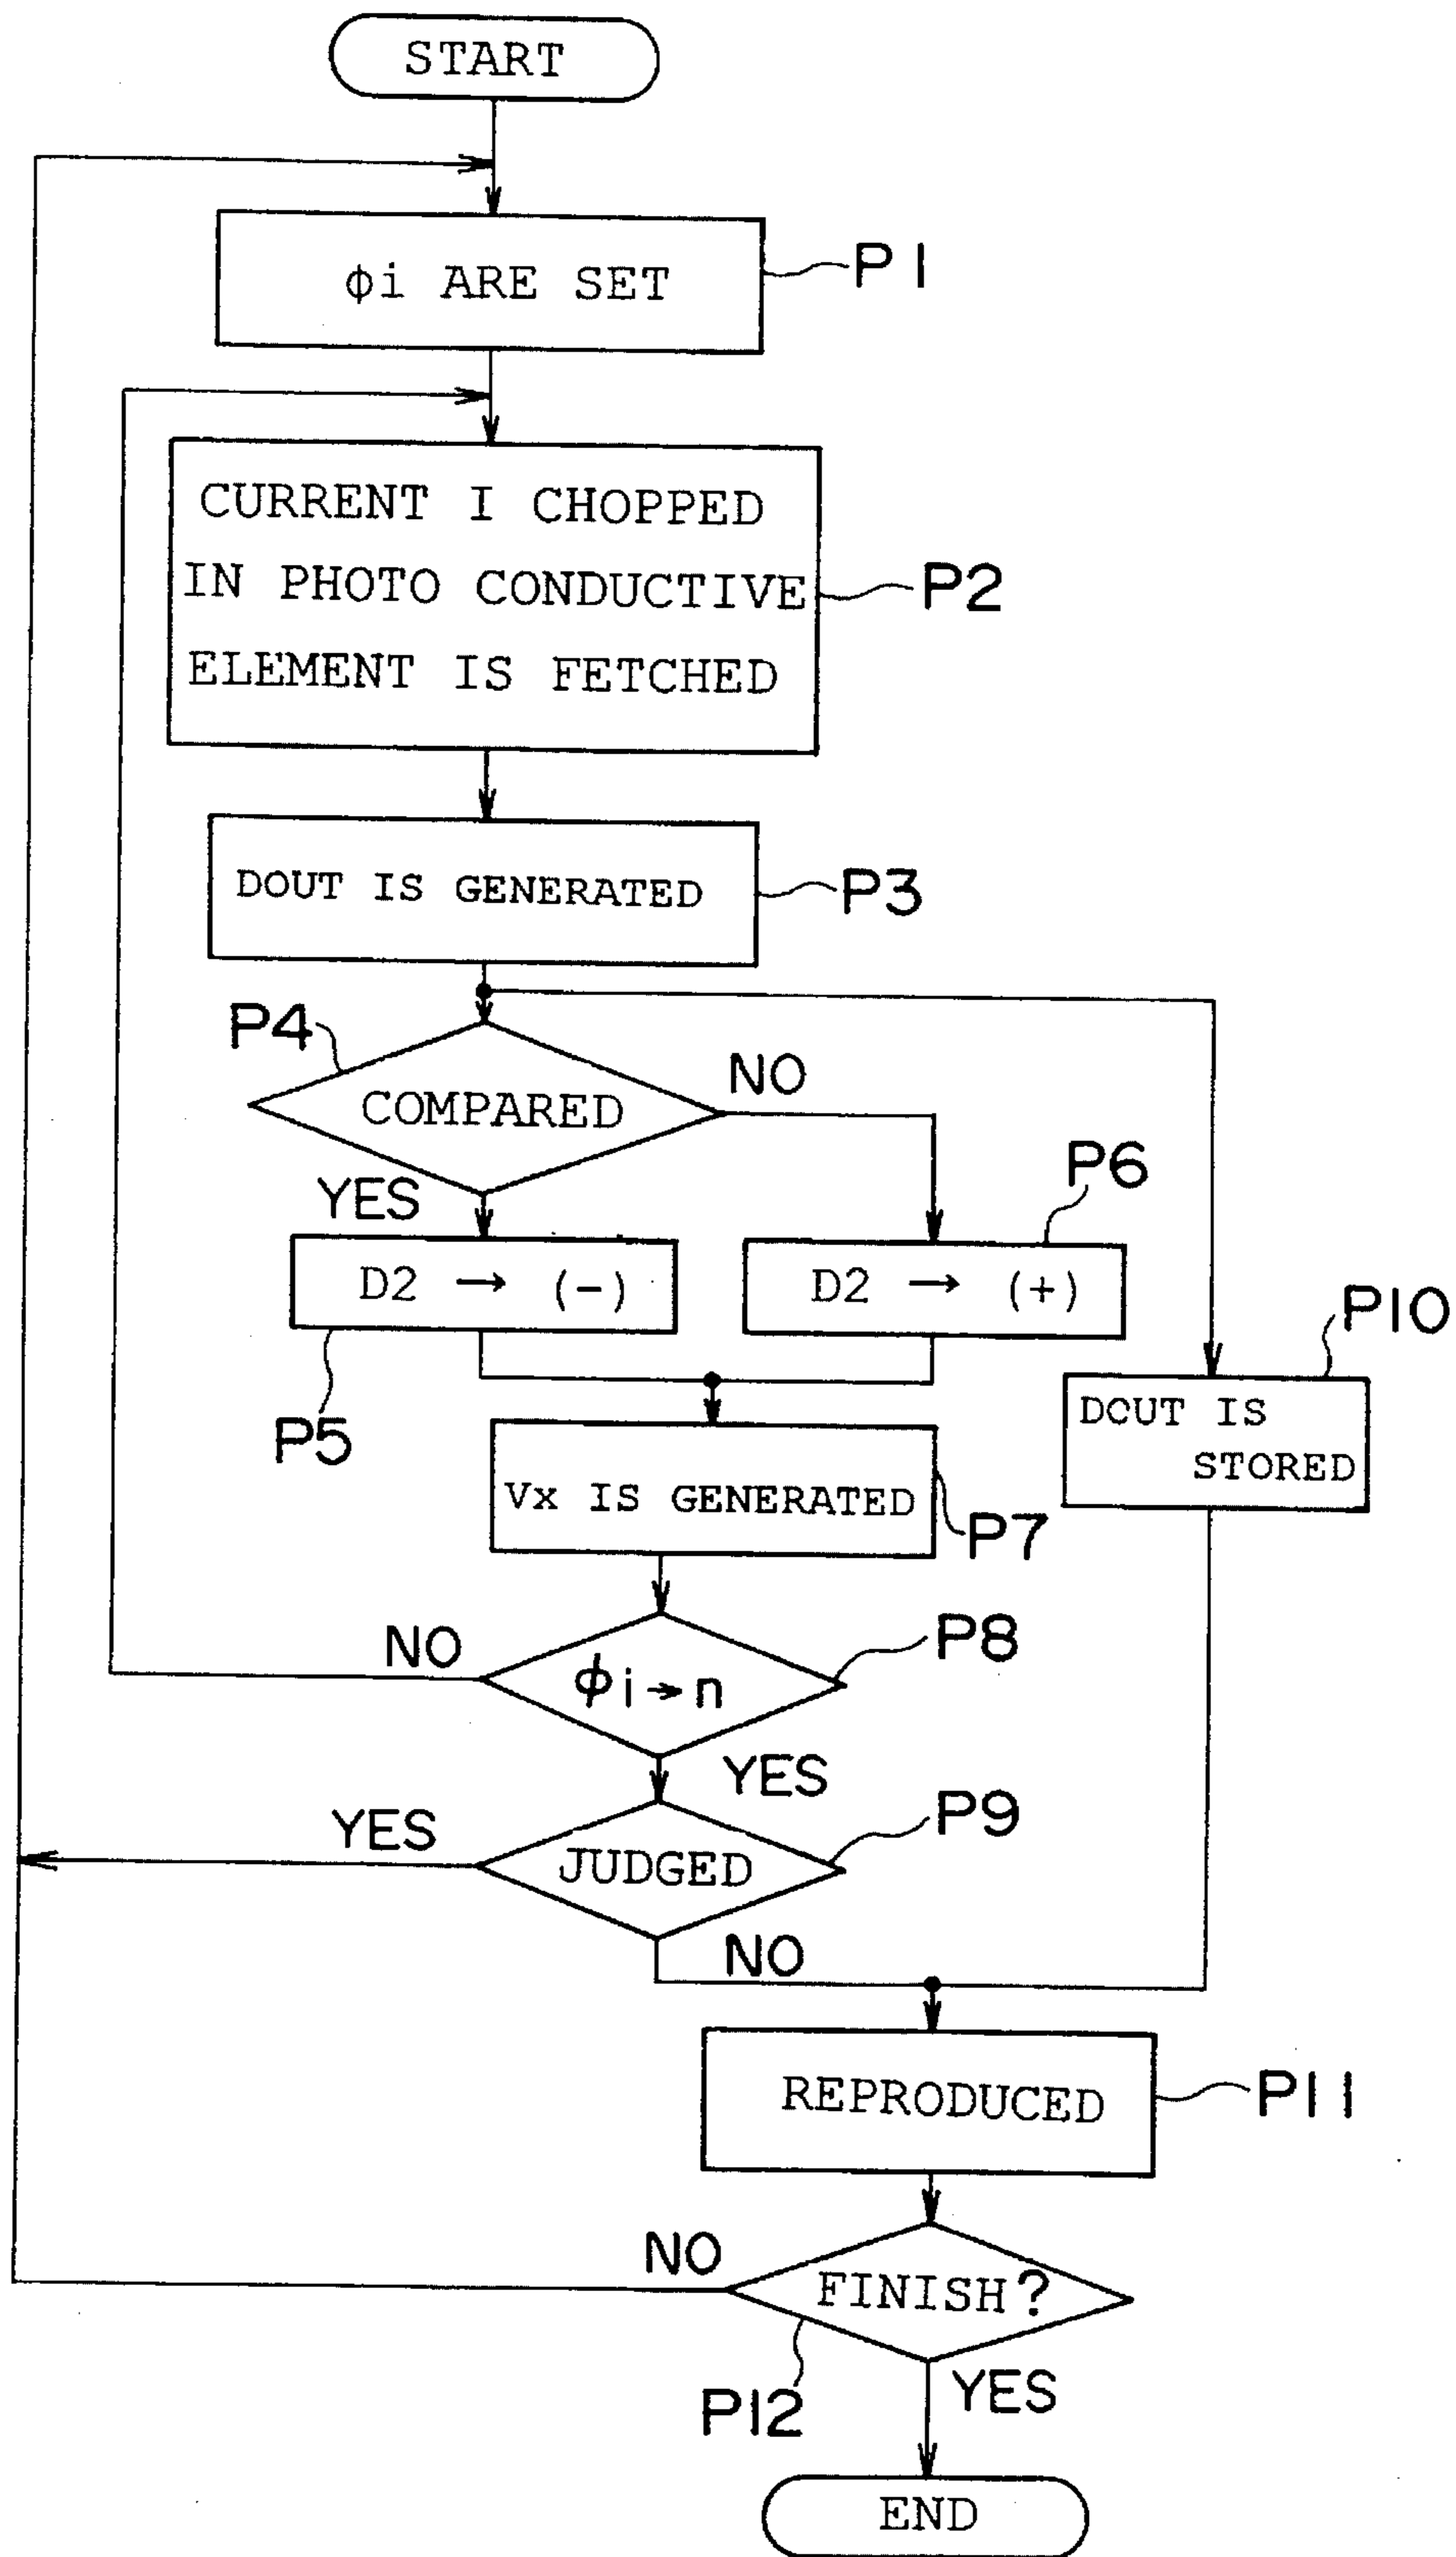 START
ϕi ARE SET
P1
CURRENT I CHOPPED
IN PHOTO CONDUCTIVE
ELEMENT IS FETCHED
P2
DOUT IS GENERATED
P3
P4
COMPARED
NO
YES
P6
D2 → (-)
D2 → (+)
P5
P10
DOUT IS
STORED
Vx IS GENERATED
P7
NO
ϕi→n
P8
YES
YES
JUDGED
P9
NO
REPRODUCED
P11
NO
FINISH?
P12
YES
END